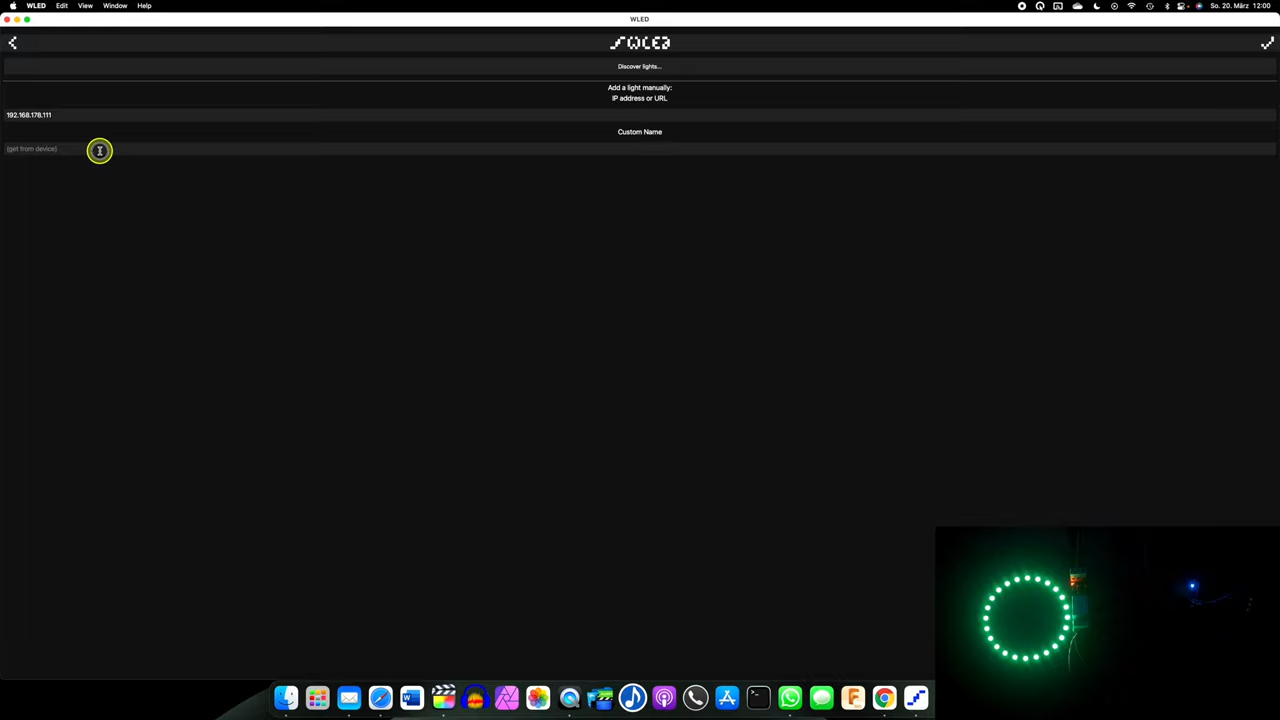 WLED Edit View Window Help So. 20. März 12:00
WLED
WLED
Discover lights...
Add a light manually:
IP address or URL
192.168.178.111
Custom Name
(get from device)